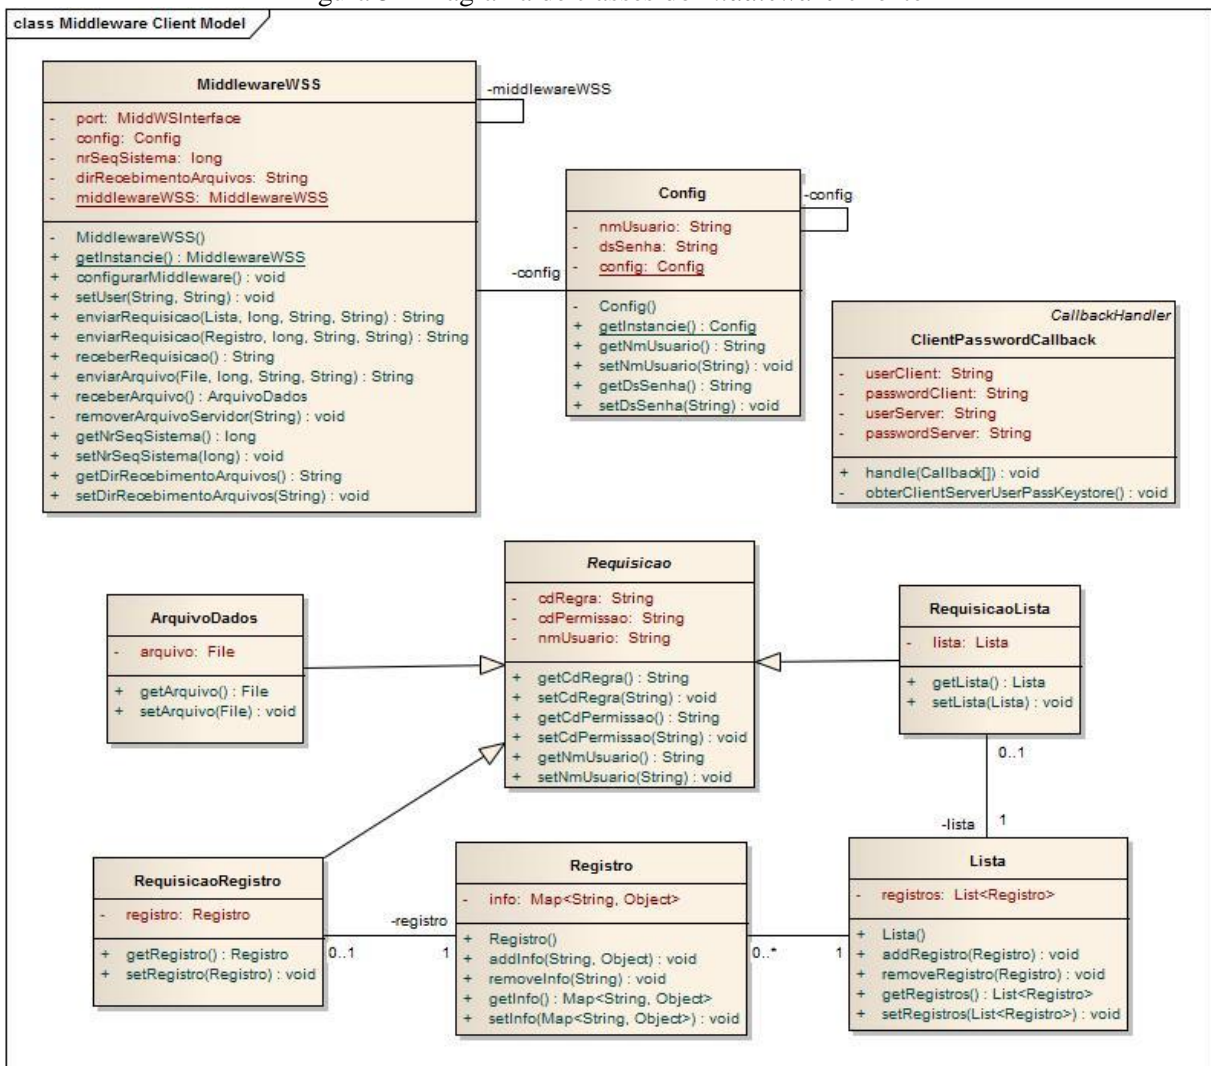 class Middleware Client Model
MiddlewareWSS
- port: MiddWSInterface
- config: Config
- nrSeqSistema: long
- dirRecebimentoArquivos: String
- middlewareWSS: MiddlewareWSS
- MiddlewareWSS()
+ getInstancie() : MiddlewareWSS
+ configurarMiddleware() : void
+ setUser(String, String) : void
+ enviarRequisicao(Lista, long, String, String) : String
+ enviarRequisicao(Registro, long, String, String) : String
+ receberRequisicao() : String
+ enviarArquivo(File, long, String, String) : String
+ receberArquivo() : ArquivoDados
- removerArquivoServidor(String) : void
+ getNrSeqSistema() : long
+ setNrSeqSistema(long) : void
+ getDirRecebimentoArquivos() : String
+ setDirRecebimentoArquivos(String) : void
-middlewareWSS
-config
Config
- nmUsuario: String
- dsSenha: String
- config: Config
- Config()
+ getInstancie() : Config
+ getNmUsuario() : String
+ setNmUsuario(String) : void
+ getDsSenha() : String
+ setDsSenha(String) : void
-config
CallbackHandler
ClientPasswordCallback
- userClient: String
- passwordClient: String
- userServer: String
- passwordServer: String
+ handle(Callback[]) : void
- obterClientServerUserPassKeystore() : void
Requisicao
- cdRegra: String
- cdPermissao: String
- nmUsuario: String
+ getCdRegra() : String
+ setCdRegra(String) : void
+ getCdPermissao() : String
+ setCdPermissao(String) : void
+ getNmUsuario() : String
+ setNmUsuario(String) : void
ArquivoDados
- arquivo: File
+ getArquivo() : File
+ setArquivo(File) : void
RequisicaoLista
- lista: Lista
+ getLista() : Lista
+ setLista(Lista) : void
0..1
-lista 1
RequisicaoRegistro
- registro: Registro
+ getRegistro() : Registro
+ setRegistro(Registro) : void
-registro
0..1 1
Registro
- info: Map<String, Object>
+ Registro()
+ addInfo(String, Object) : void
+ removeInfo(String) : void
+ getInfo() : Map<String, Object>
+ setInfo(Map<String, Object>) : void
0..* 1
Lista
- registros: List<Registro>
+ Lista()
+ addRegistro(Registro) : void
+ removeRegistro(Registro) : void
+ getRegistros() : List<Registro>
+ setRegistros(List<Registro>) : void